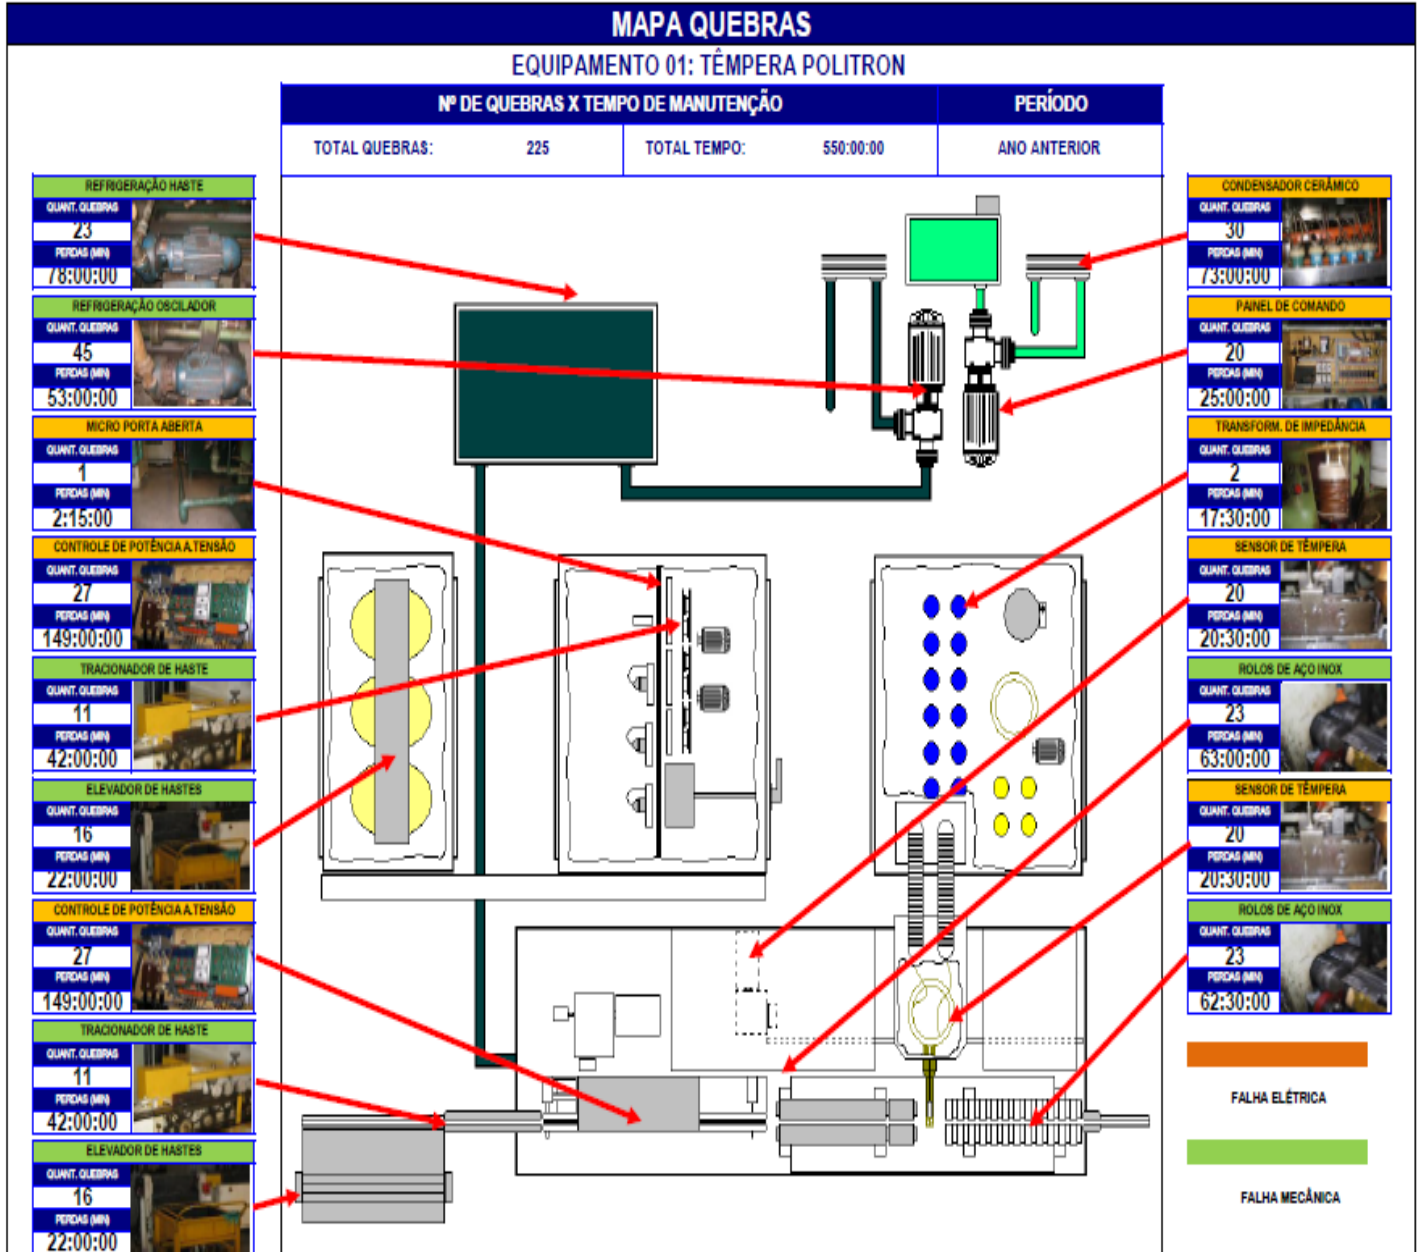 MAPA QUEBRAS
EQUIPAMENTO 01: TÊMPERA POLITRON
Nº DE QUEBRAS X TEMPO DE MANUTENÇÃO
PERÍODO
TOTAL QUEBRAS: 225
TOTAL TEMPO: 550:00:00
ANO ANTERIOR
REFRIGERAÇÃO HASTE
QUANT. QUEBRAS
23
PERDAS (MIN)
78:00:00
REFRIGERAÇÃO OSCILADOR
QUANT. QUEBRAS
45
PERDAS (MIN)
53:00:00
MICRO PORTA ABERTA
QUANT. QUEBRAS
1
PERDAS (MIN)
2:15:00
CONTROLE DE POTÊNCIA A.TENSÃO
QUANT. QUEBRAS
27
PERDAS (MIN)
149:00:00
TRACIONADOR DE HASTE
QUANT. QUEBRAS
11
PERDAS (MIN)
42:00:00
ELEVADOR DE HASTES
QUANT. QUEBRAS
16
PERDAS (MIN)
22:00:00
CONTROLE DE POTÊNCIA A.TENSÃO
QUANT. QUEBRAS
27
PERDAS (MIN)
149:00:00
TRACIONADOR DE HASTE
QUANT. QUEBRAS
11
PERDAS (MIN)
42:00:00
ELEVADOR DE HASTES
QUANT. QUEBRAS
16
PERDAS (MIN)
22:00:00
CONDENSADOR CERÂMICO
QUANT. QUEBRAS
30
PERDAS (MIN)
73:00:00
PAINEL DE COMANDO
QUANT. QUEBRAS
20
PERDAS (MIN)
25:00:00
TRANSFORM. DE IMPEDÂNCIA
QUANT. QUEBRAS
2
PERDAS (MIN)
17:30:00
SENSOR DE TÊMPERA
QUANT. QUEBRAS
20
PERDAS (MIN)
20:30:00
ROLOS DE AÇO INOX
QUANT. QUEBRAS
23
PERDAS (MIN)
63:00:00
SENSOR DE TÊMPERA
QUANT. QUEBRAS
20
PERDAS (MIN)
20:30:00
ROLOS DE AÇO INOX
QUANT. QUEBRAS
23
PERDAS (MIN)
62:30:00
FALHA ELÉTRICA
FALHA MECÂNICA